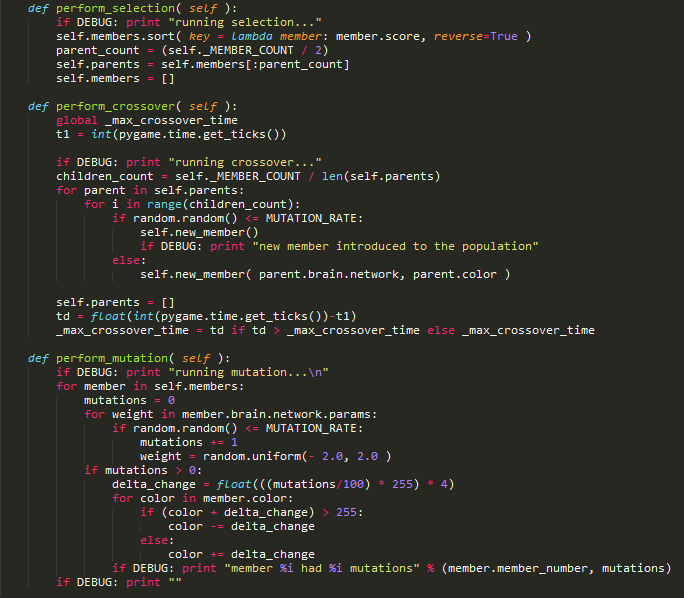 def perform_selection( self ):
    if DEBUG: print "running selection..."
    self.members.sort( key = lambda member: member.score, reverse=True )
    parent_count = (self._MEMBER_COUNT / 2)
    self.parents = self.members[:parent_count]
    self.members = []

def perform_crossover( self ):
    global _max_crossover_time
    t1 = int(pygame.time.get_ticks())

    if DEBUG: print "running crossover..."
    children_count = self._MEMBER_COUNT / len(self.parents)
    for parent in self.parents:
        for i in range(children_count):
            if random.random() <= MUTATION_RATE:
                self.new_member()
                if DEBUG: print "new member introduced to the population"
            else:
                self.new_member( parent.brain.network, parent.color )

    self.parents = []
    td = float(int(pygame.time.get_ticks())-t1)
    _max_crossover_time = td if td > _max_crossover_time else _max_crossover_time

def perform_mutation( self ):
    if DEBUG: print "running mutation...\n"
    for member in self.members:
        mutations = 0
        for weight in member.brain.network.params:
            if random.random() <= MUTATION_RATE:
                mutations += 1
                weight = random.uniform(- 2.0, 2.0 )
        if mutations > 0:
            delta_change = float(((mutations/100) * 255) * 4)
            for color in member.color:
                if (color + delta_change) > 255:
                    color -= delta_change
                else:
                    color += delta_change
            if DEBUG: print "member %i had %i mutations" % (member.member_number, mutations)
    if DEBUG: print ""